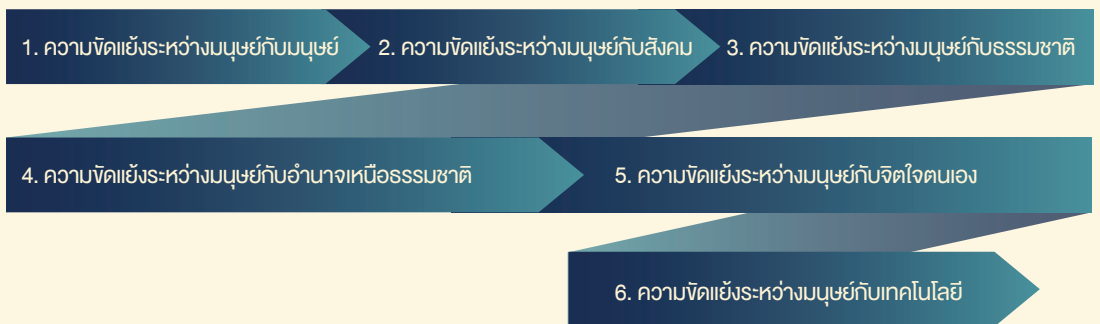 1. ความขัดแย้งระหว่างมนุษย์กับมนุษย์
2. ความขัดแย้งระหว่างมนุษย์กับสังคม
3. ความขัดแย้งระหว่างมนุษย์กับธรรมชาติ
4. ความขัดแย้งระหว่างมนุษย์กับอำนาจเหนือธรรมชาติ
5. ความขัดแย้งระหว่างมนุษย์กับจิตใจตนเอง
6. ความขัดแย้งระหว่างมนุษย์กับเทคโนโลยี